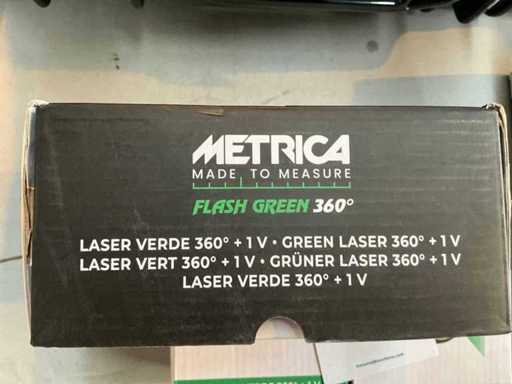 METRICA
MADE TO MEASURE
FLASH GREEN 360°
LASER VERDE 360° + 1 V • GREEN LASER 360° + 1 V
LASER VERT 360° + 1 V • GRÜNER LASER 360° + 1 V
LASER VERDE 360° + 1 V